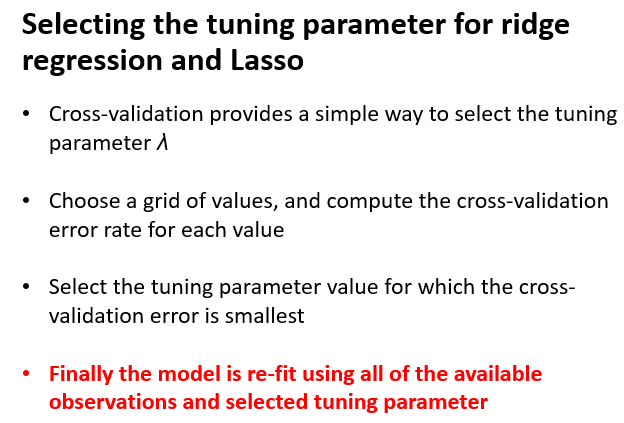 Selecting the tuning parameter for ridge
regression and Lasso
• Cross-validation provides a simple way to select the tuning
parameter λ
• Choose a grid of values, and compute the cross-validation
error rate for each value
• Select the tuning parameter value for which the cross-
validation error is smallest
• Finally the model is re-fit using all of the available
observations and selected tuning parameter